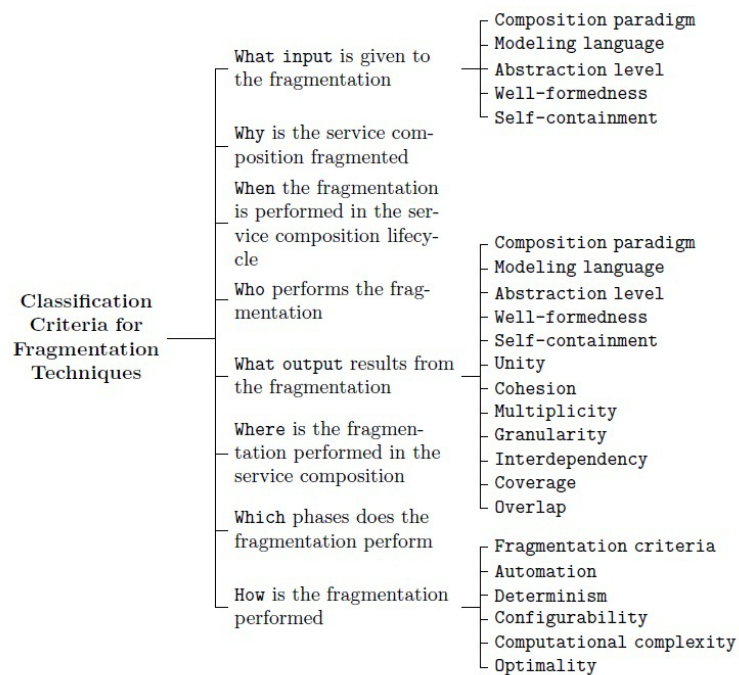 Classification
Criteria for
Fragmentation
Techniques
What input is given to
the fragmentation
Composition paradigm
Modeling language
Abstraction level
Well-formedness
Self-containment
Why is the service com-
position fragmented
When the fragmentation
is performed in the ser-
vice composition lifecy-
cle
Who performs the frag-
mentation
What output results from
the fragmentation
Composition paradigm
Modeling language
Abstraction level
Well-formedness
Self-containment
Unity
Cohesion
Multiplicity
Granularity
Interdependency
Coverage
Overlap
Where is the fragmen-
tation performed in the
service composition
Which phases does the
fragmentation perform
How is the fragmentation
performed
Fragmentation criteria
Automation
Determinism
Configurability
Computational complexity
Optimality